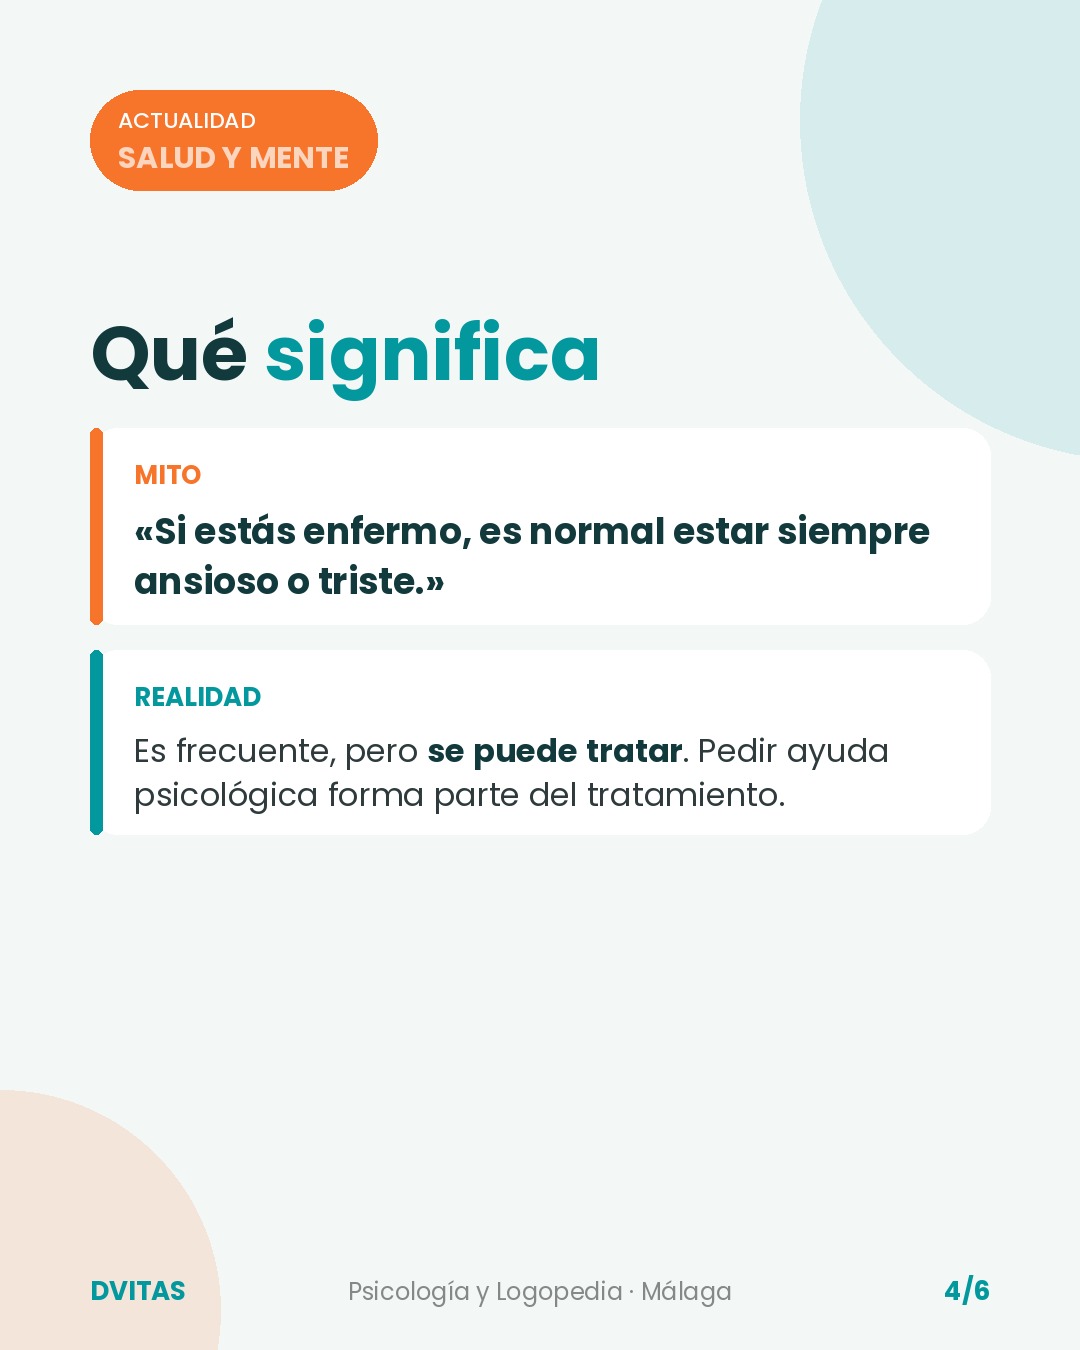 ACTUALIDAD
SALUD Y MENTE
Qué significa
MITO
«Si estás enfermo, es normal estar siempre
ansioso o triste.»
REALIDAD
Es frecuente, pero se puede tratar. Pedir ayuda
psicológica forma parte del tratamiento.
DVITAS
Psicología y Logopedia · Málaga
4/6